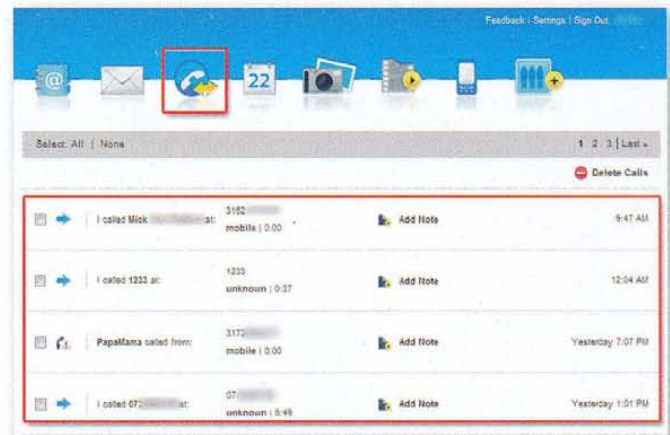 Feedback | Settings | Sign Out
22
Select: All | None
1 2 3 | Last »
Delete Calls
I called Mick at:
3162
mobile | 0:00
Add Note
9:47 AM
I called 1233 at:
1233
unknown | 0:37
Add Note
12:04 AM
PapaMama called from:
3172
mobile | 0:00
Add Note
Yesterday 7:07 PM
I called 072 at:
07
unknown | 0:49
Add Note
Yesterday 1:01 PM